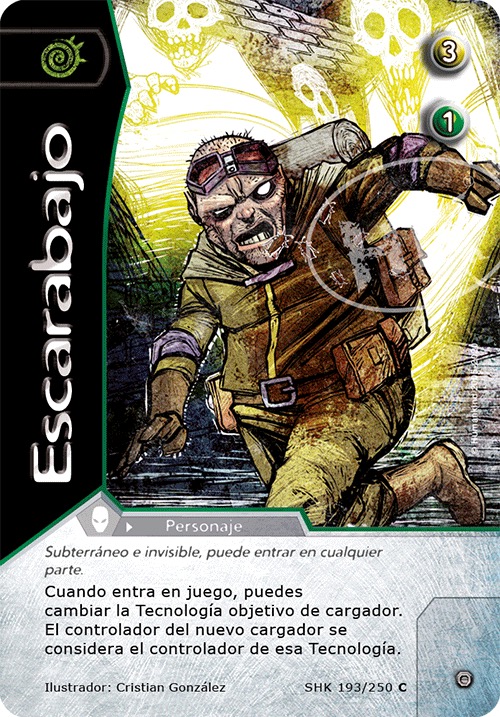 3
1
Escarabajo
Personaje
Subterráneo e invisible, puede entrar en cualquier
parte.
Cuando entra en juego, puedes
cambiar la Tecnología objetivo de cargador.
El controlador del nuevo cargador se
considera el controlador de esa Tecnología.
Ilustrador: Cristian González
SHK 193/250 C